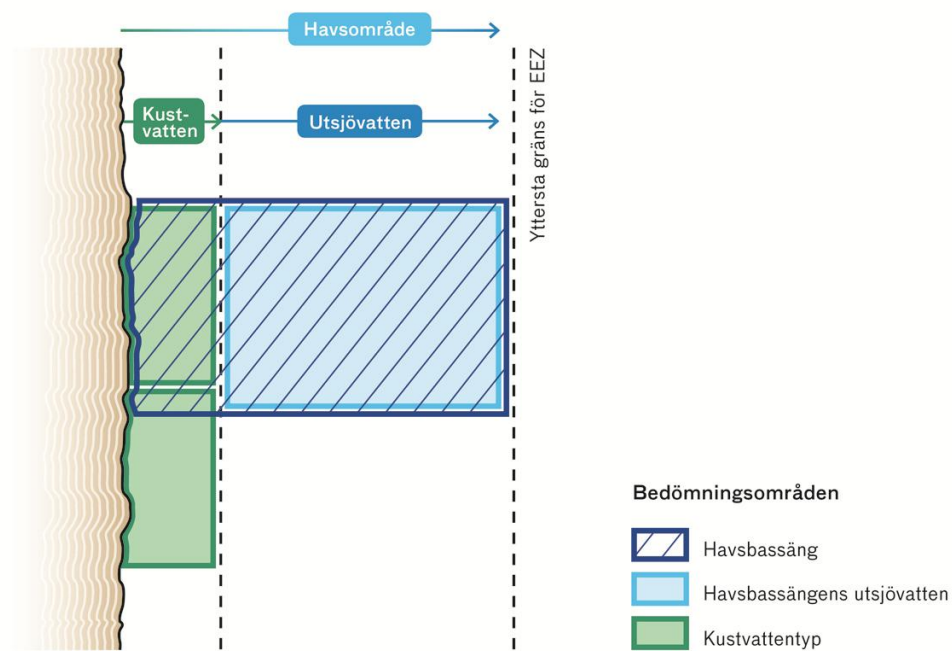 Havsområde
Kust-
vatten
Utsjövatten
Yttersta gräns för EEZ
Bedömningsområden
Havsbassäng
Havsbassängens utsjövatten
Kustvattentyp